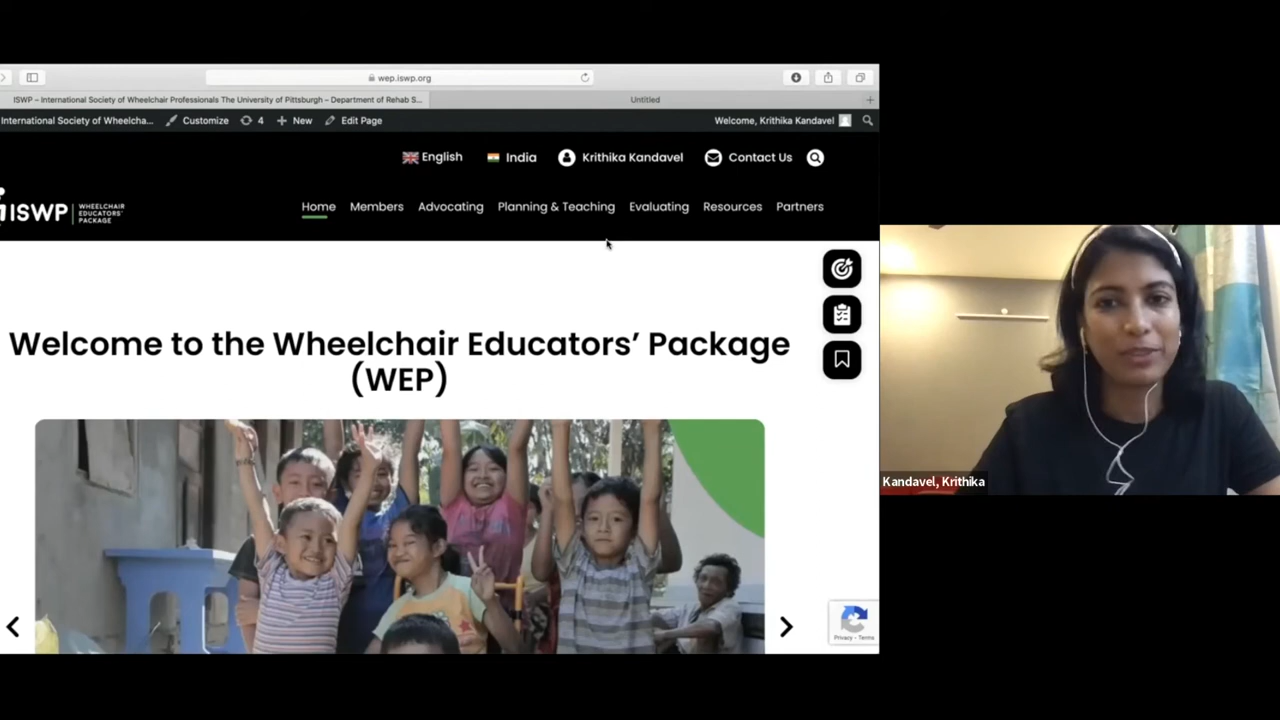 wep.iswp.org
ISWP – International Society of Wheelchair Professionals The University of Pittsburgh – Department of Rehab S...
Untitled
International Society of Wheelcha...
Customize
4
New
Edit Page
Welcome, Krithika Kandavel
English
India
Krithika Kandavel
Contact Us
ISWP
WHEELCHAIR
EDUCATORS'
PACKAGE
Home
Members
Advocating
Planning & Teaching
Evaluating
Resources
Partners
Welcome to the Wheelchair Educators’ Package
(WEP)
Privacy - Terms
Kandavel, Krithika